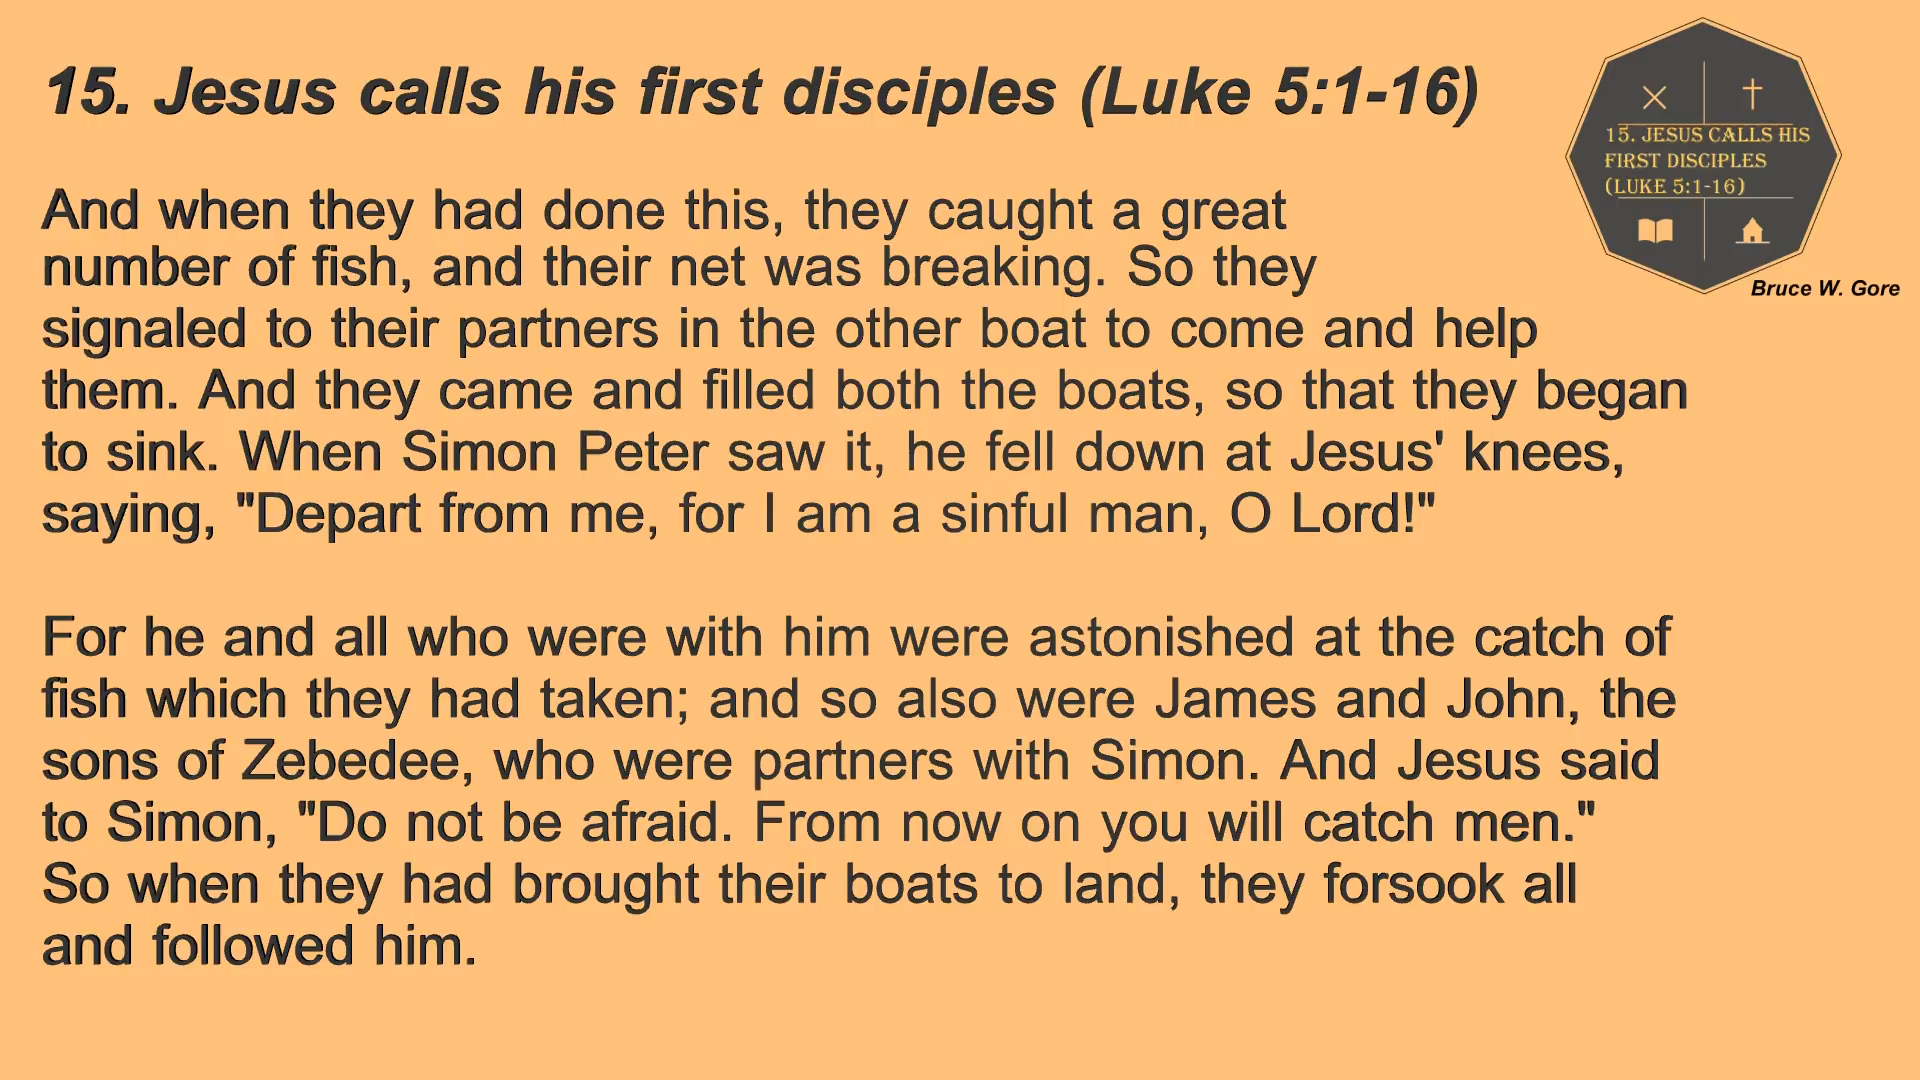 15. Jesus calls his first disciples (Luke 5:1-16)
15. JESUS CALLS HIS
FIRST DISCIPLES
(LUKE 5:1-16)
Bruce W. Gore
And when they had done this, they caught a great
number of fish, and their net was breaking. So they
signaled to their partners in the other boat to come and help
them. And they came and filled both the boats, so that they began
to sink. When Simon Peter saw it, he fell down at Jesus' knees,
saying, "Depart from me, for I am a sinful man, O Lord!"
For he and all who were with him were astonished at the catch of
fish which they had taken; and so also were James and John, the
sons of Zebedee, who were partners with Simon. And Jesus said
to Simon, "Do not be afraid. From now on you will catch men."
So when they had brought their boats to land, they forsook all
and followed him.